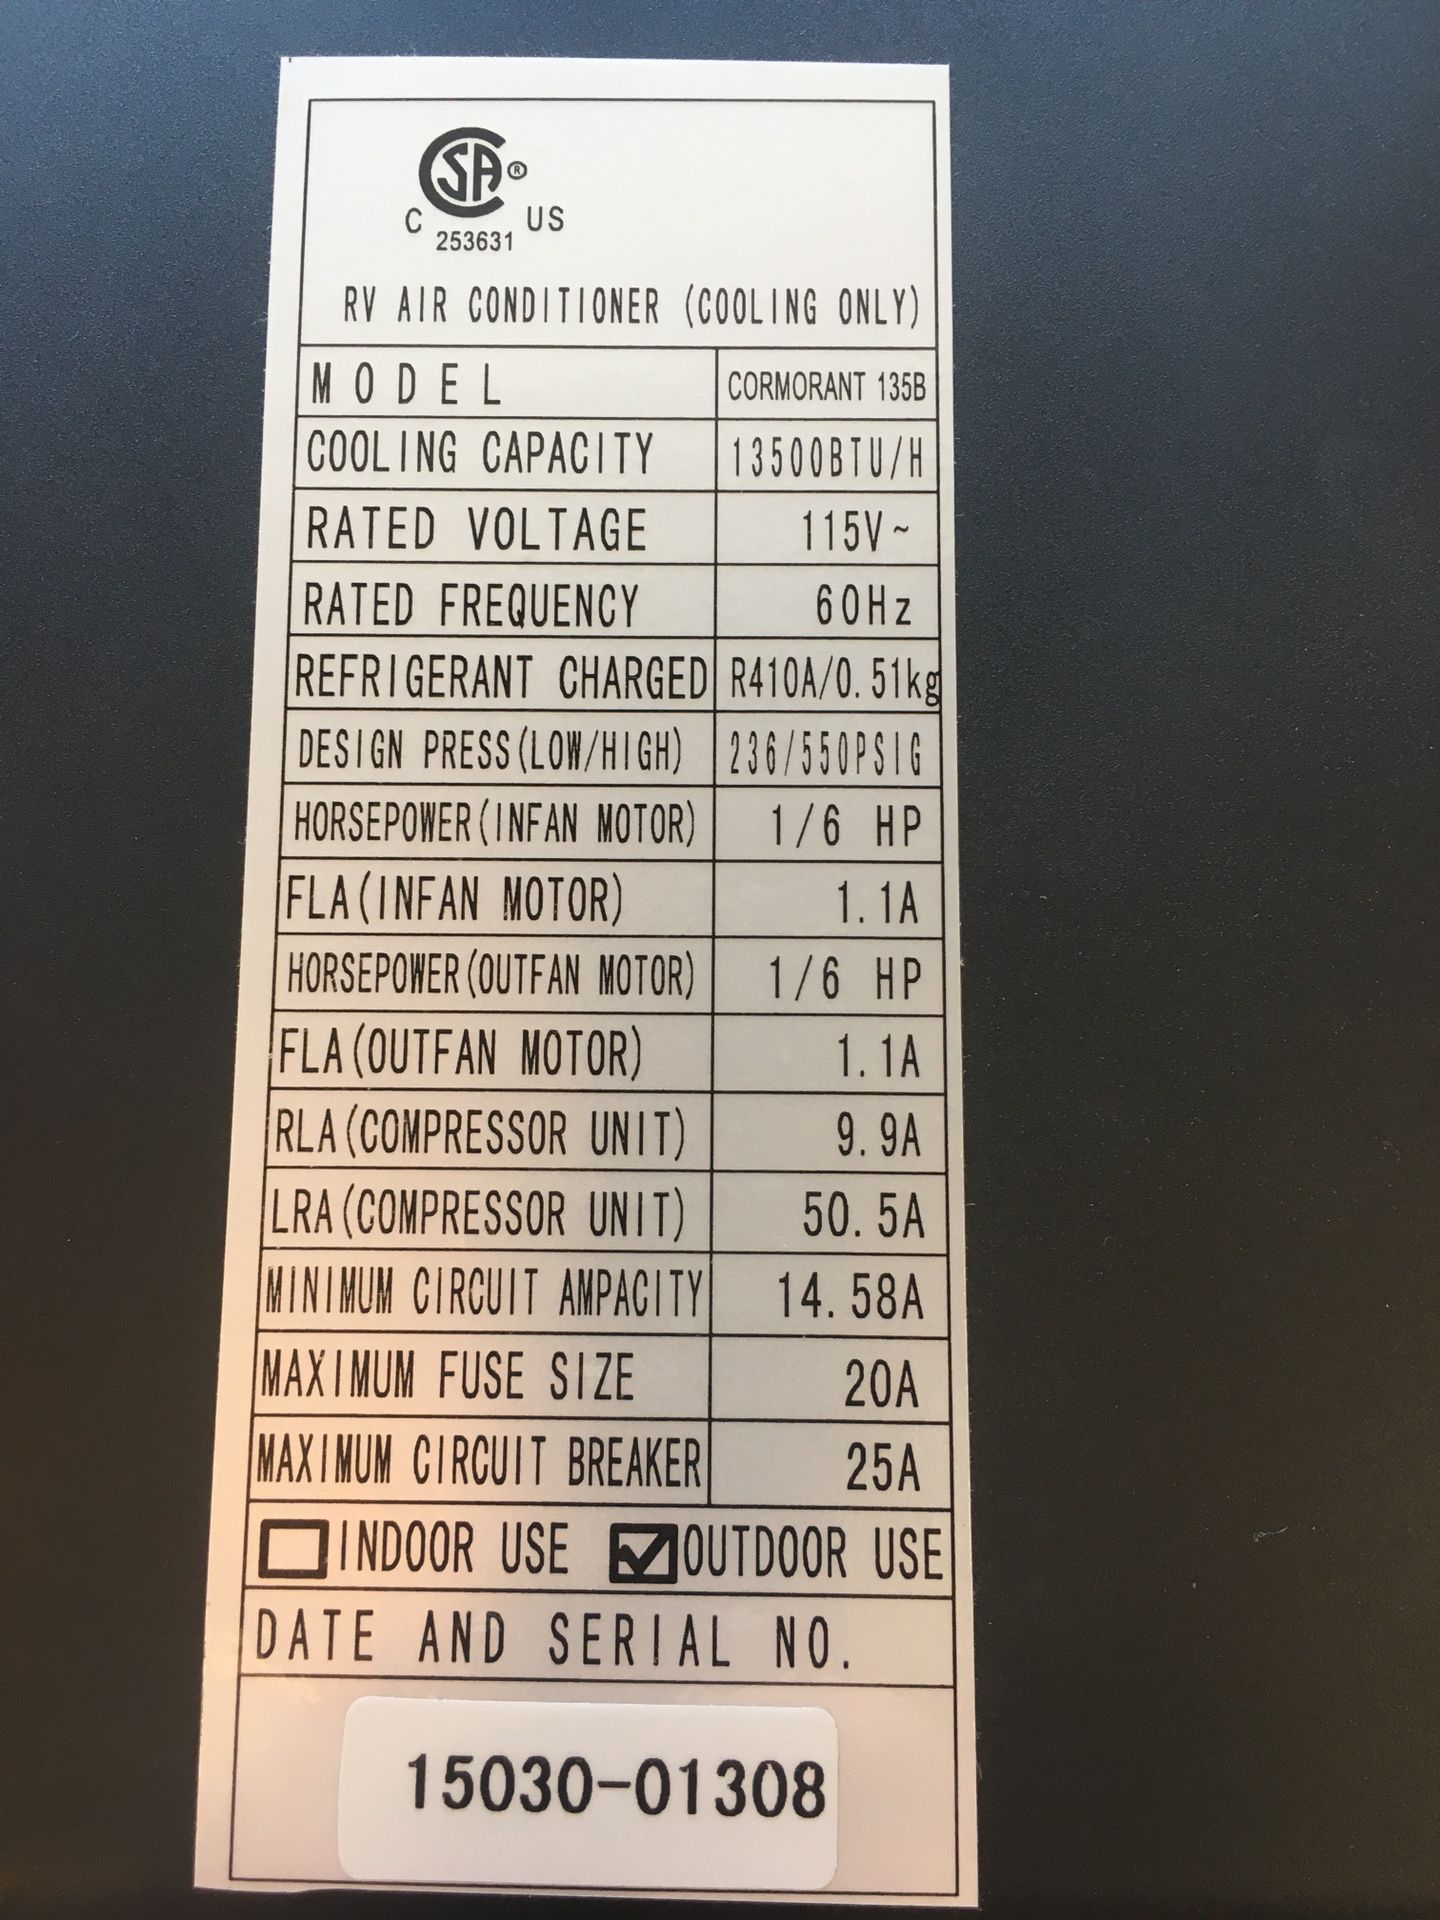 CSA®
C US
253631
RV AIR CONDITIONER (COOLING ONLY)
MODEL CORMORANT 135B
COOLING CAPACITY 13500BTU/H
RATED VOLTAGE 115V~
RATED FREQUENCY 60Hz
REFRIGERANT CHARGED R410A/0.51kg
DESIGN PRESS(LOW/HIGH) 236/550PSIG
HORSEPOWER(INFAN MOTOR) 1/6 HP
FLA(INFAN MOTOR) 1.1A
HORSEPOWER(OUTFAN MOTOR) 1/6 HP
FLA(OUTFAN MOTOR) 1.1A
RLA(COMPRESSOR UNIT) 9.9A
LRA(COMPRESSOR UNIT) 50.5A
MINIMUM CIRCUIT AMPACITY 14.58A
MAXIMUM FUSE SIZE 20A
MAXIMUM CIRCUIT BREAKER 25A
INDOOR USE OUTDOOR USE
DATE AND SERIAL NO.
15030-01308